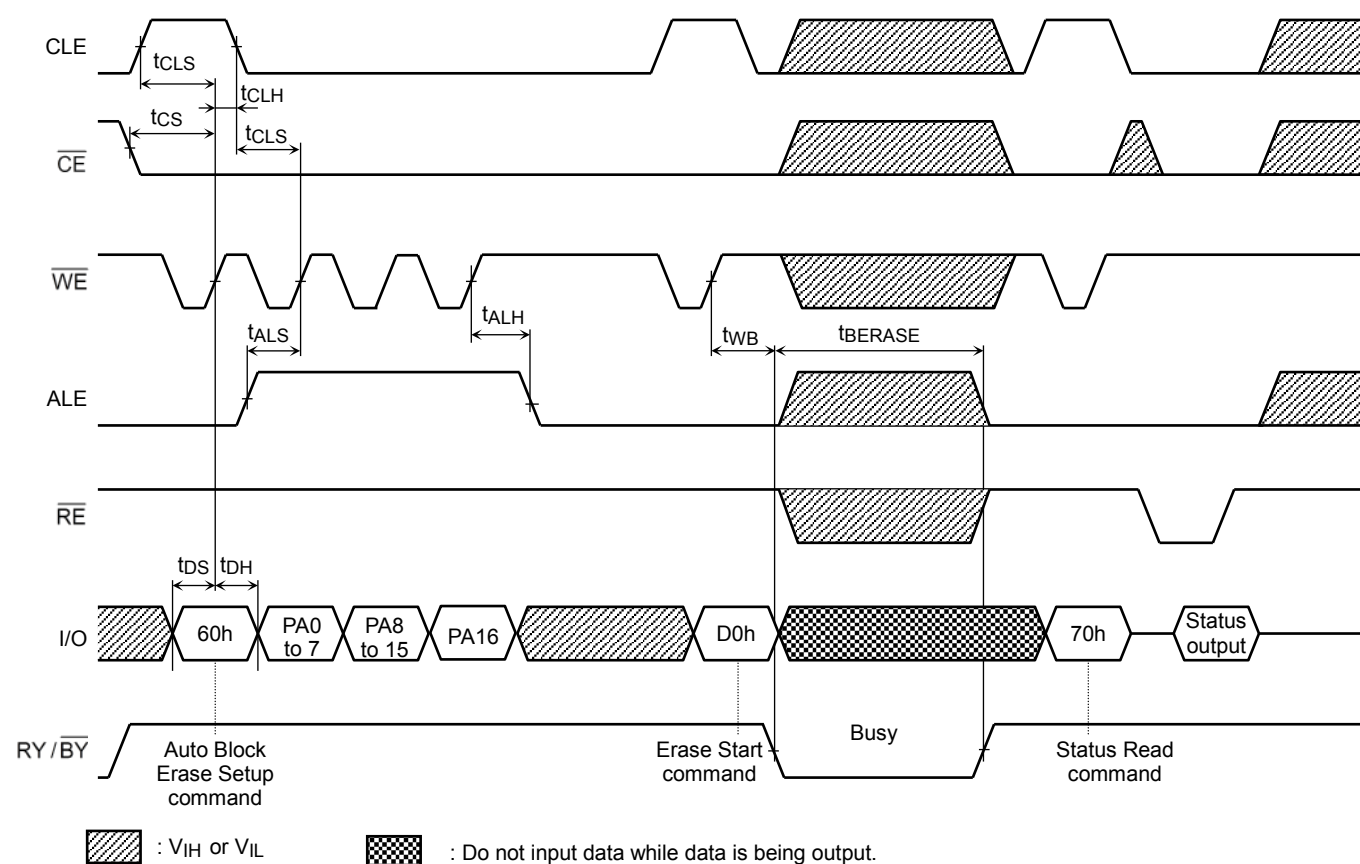 CLE
tCLS
tCLH
tCS
tCLS
CE
WE
tALS
tALH
tWB
tBERASE
ALE
RE
tDS
tDH
I/O
60h
PA0
to 7
PA8
to 15
PA16
D0h
70h
Status
output
RY/BY
Auto Block
Erase Setup
command
Erase Start
command
Busy
Status Read
command
: VIH or VIL
: Do not input data while data is being output.